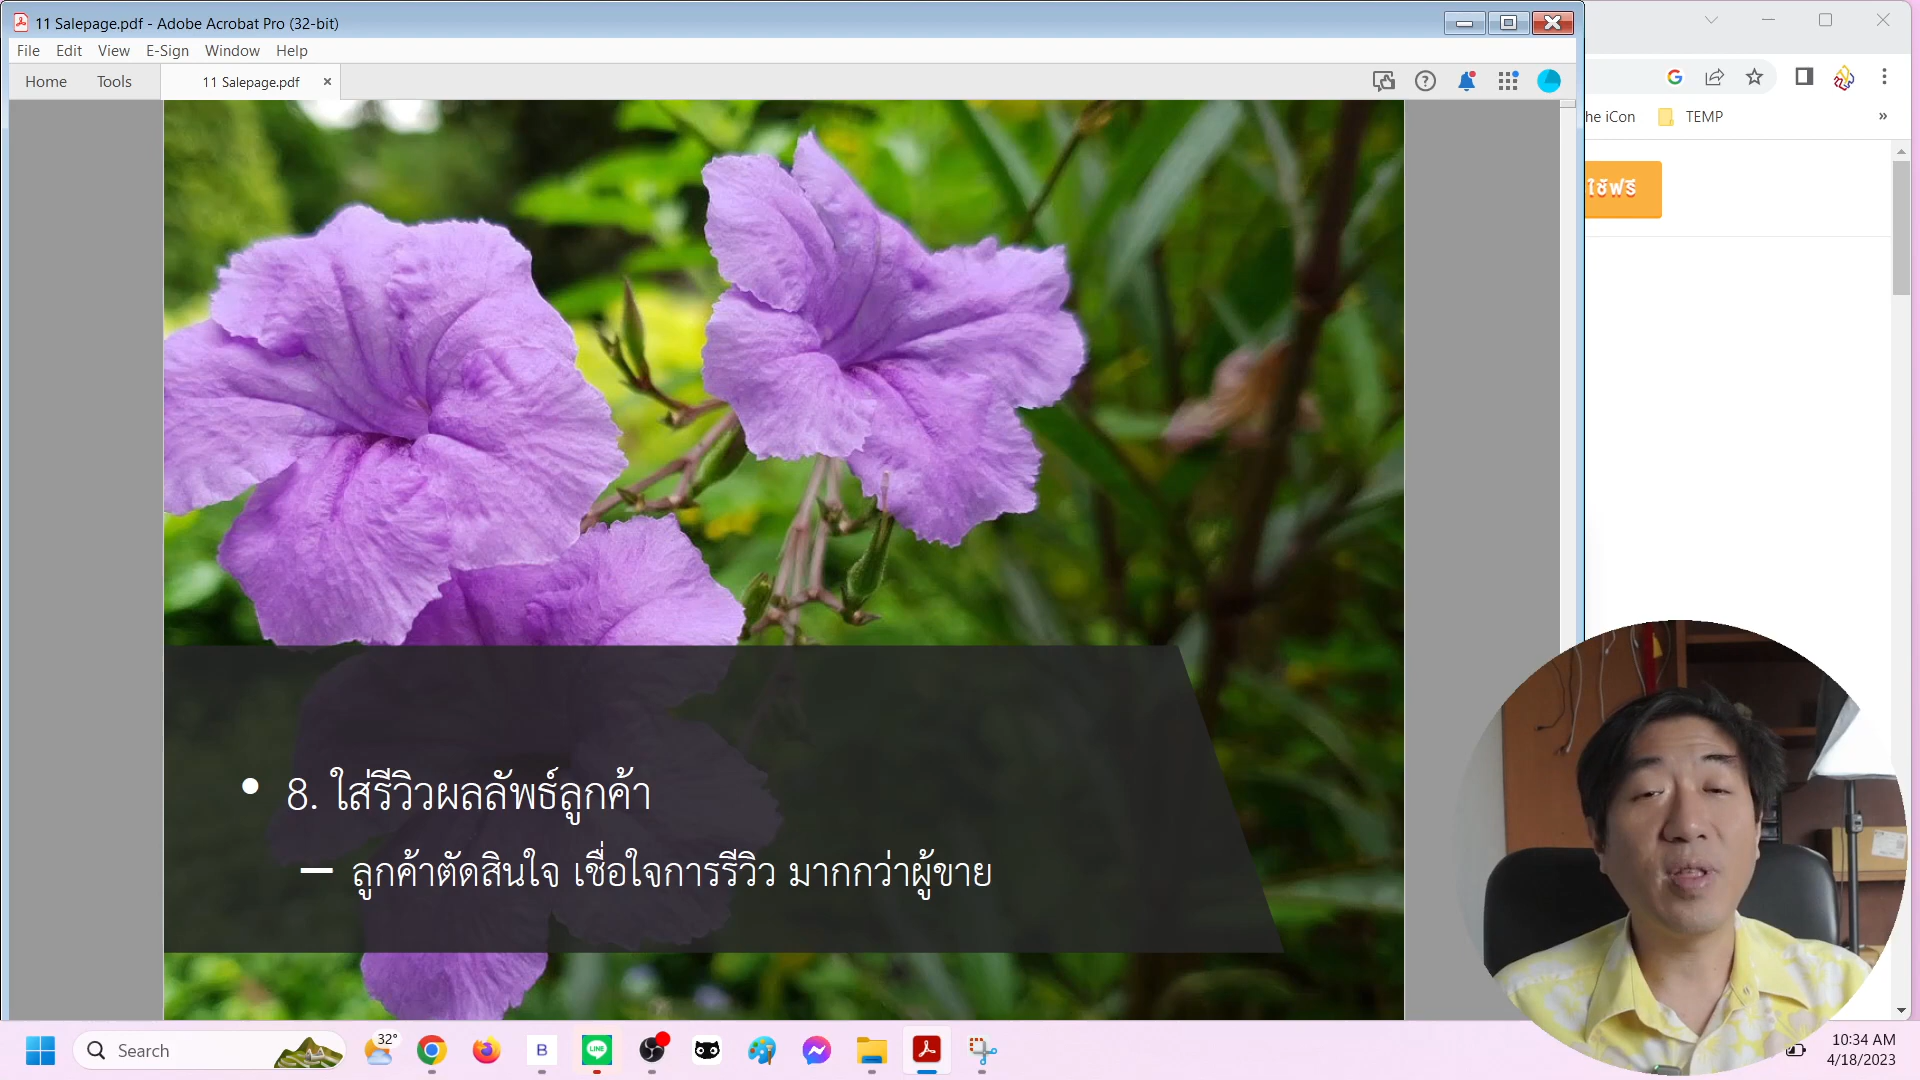 11 Salepage.pdf - Adobe Acrobat Pro (32-bit)
File Edit View E-Sign Window Help
Home Tools 11 Salepage.pdf
he iCon TEMP
ใช้ฟรี
• 8. ใส่รีวิวผลลัพธ์ลูกค้า
– ลูกค้าตัดสินใจ เชื่อใจการรีวิว มากกว่าผู้ขาย
Search
32°
B
LINE
10:34 AM
4/18/2023